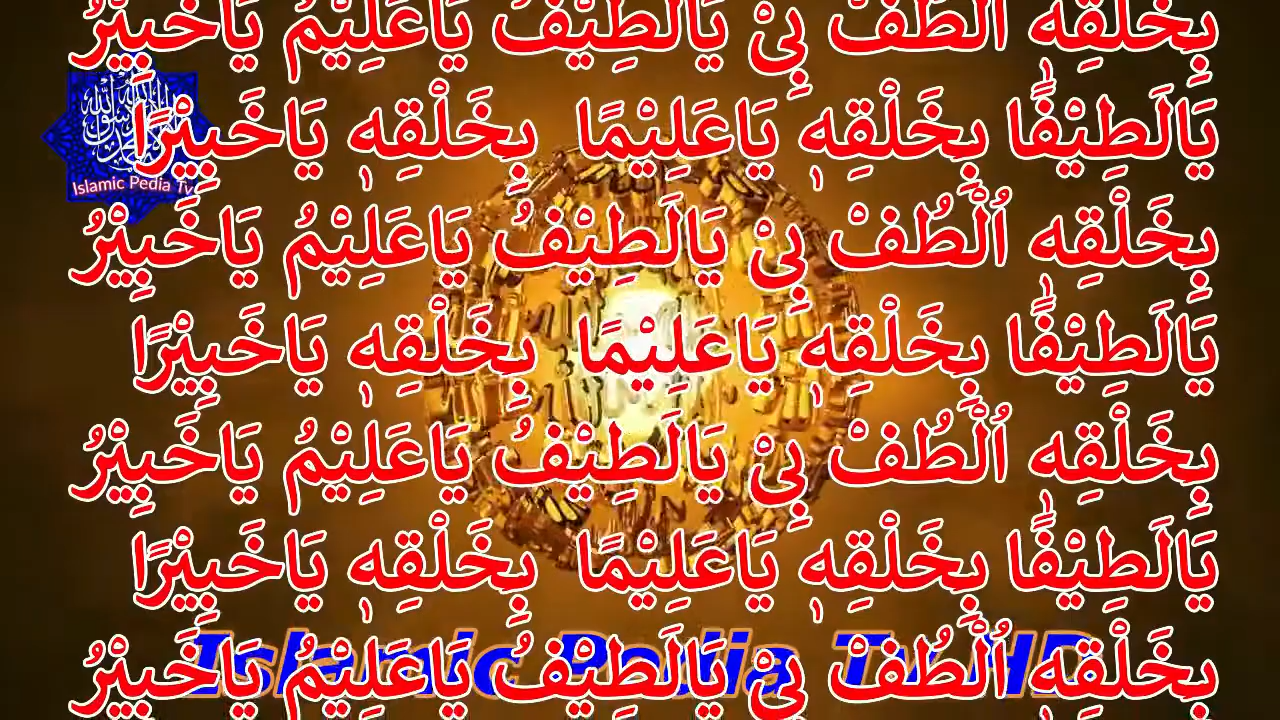 بِخَلْقِهٖ اُلْطُفْ بِيْ يَالَطِيْفُ يَاعَلِيْمُ يَاخَبِيْرُ
يَالَطِيْفًا بِخَلْقِهٖ يَاعَلِيْمًا بِخَلْقِهٖ يَاخَبِيْرًا
Islamic Pedia Tv
بِخَلْقِهٖ اُلْطُفْ بِيْ يَالَطِيْفُ يَاعَلِيْمُ يَاخَبِيْرُ
يَالَطِيْفًا بِخَلْقِهٖ يَاعَلِيْمًا بِخَلْقِهٖ يَاخَبِيْرًا
بِخَلْقِهٖ اُلْطُفْ بِيْ يَالَطِيْفُ يَاعَلِيْمُ يَاخَبِيْرُ
يَالَطِيْفًا بِخَلْقِهٖ يَاعَلِيْمًا بِخَلْقِهٖ يَاخَبِيْرًا
بِخَلْقِهٖ اُلْطُفْ بِيْ يَالَطِيْفُ يَاعَلِيْمُ يَاخَبِيْرُ
Islamic Pedia Tv HD